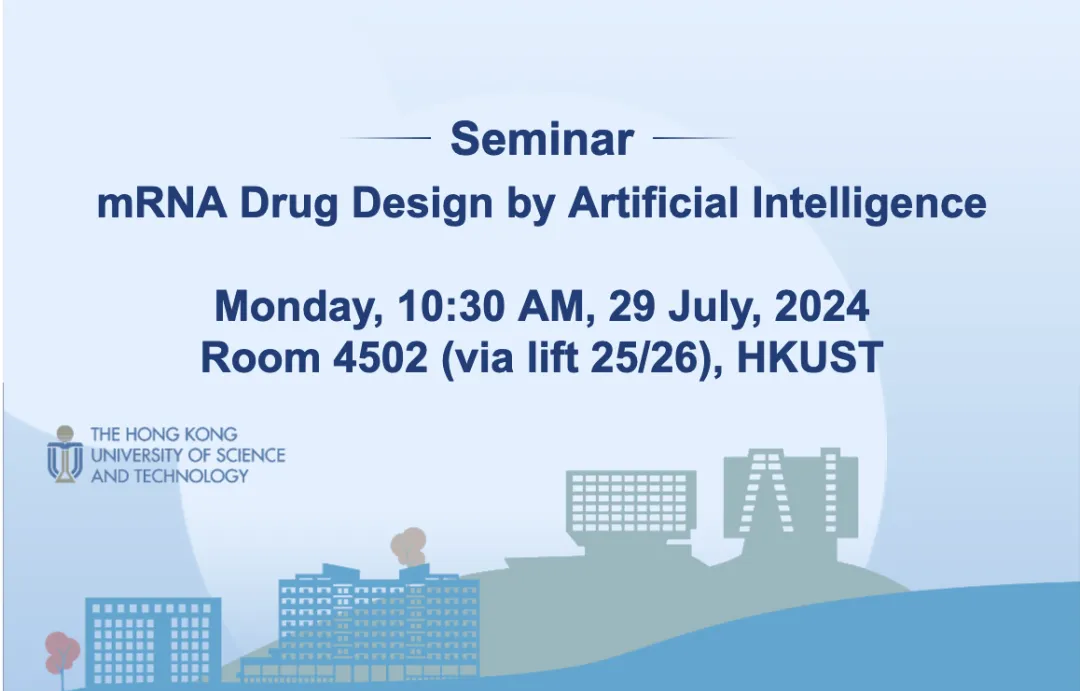 Seminar
mRNA Drug Design by Artificial Intelligence
Monday, 10:30 AM, 29 July, 2024
Room 4502 (via lift 25/26), HKUST
THE HONG KONG
UNIVERSITY OF SCIENCE
AND TECHNOLOGY